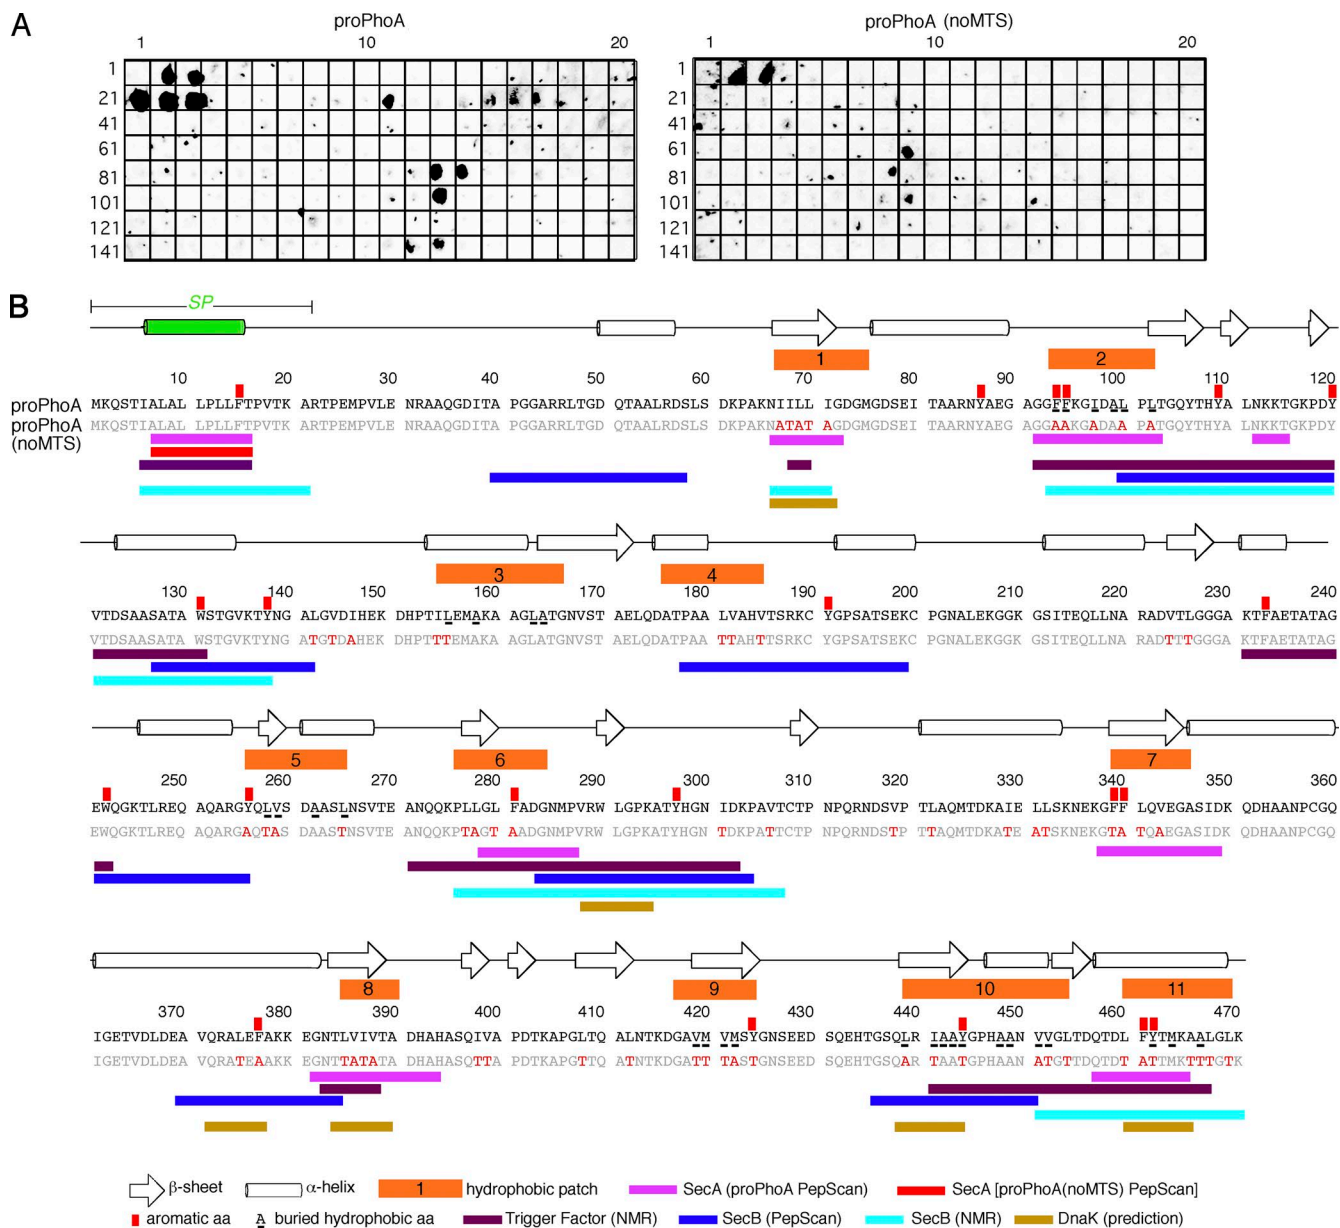 A
proPhoA
proPhoA (noMTS)
1 10 20
1 10 20
1
21
41
61
81
101
121
141
1
21
41
61
81
101
121
141
B
SP
1 2
10 20 30 40 50 60 70 80 90 100 110 120
proPhoA MKQSTIALAL LPLLFTPVTK ARTPEMPVLE NRAAQGDITA PGGARRLTGD QTAALRDSLS DKPAKNIILL IGDGMGDSEI TAARNYAEG AGGFFKGIDAL PLTGQYTHY ALNKKTGKPDY
proPhoA (noMTS) MKQSTIALAL LPLLFTPVTK ARTPEMPVLE NRAAQGDITA PGGARRLTGD QTAALRDSLS DKPAKNATAT AGDGMGDSEI TAARNYAEG AGGAAKGADAA PATGQYTHY ALNKKTGKPDY
3 4
130 140 150 160 170 180 190 200 210 220 230 240
VTDSAASATA WSTGVKTYNG ALGVDIHEKD HPTILEMAKA AGLATGNVST AELQDATPAA LVAHVTSRKC YGPSATSEKC PGNALEKGGK GSITEQLLNA RADVTLGGGA KTFAETATAG
VTDSAASATA WSTGVKTYNG ATGTDAHEKD HPTTTEMAKA AGLATGNVST AELQDATPAA TTAHTTSRKC YGPSATSEKC PGNALEKGGK GSITEQLLNA RADTTTGGGA KTFAETATAG
5 6 7
250 260 270 280 290 300 310 320 330 340 350 360
EWQGKTLREQ AQARGYQLVS DAASLNSVTE ANQQKPLLGL FADGNMPVRW LGPKATYHGN IDKPAVTCTP NPQRNDSVP TLAQMTDKAIE LLSKNEKGFF LQVEGASIDK QDHAANPCGQ
EWQGKTLREQ AQARGAQTAS DAASTNSVTE ANQQKPTAGT AADGNMPVRW LGPKATYHGN TDKPATTCTP NPQRNDSTP TTAQMTDKATE ATSKNEKGTA TQAEGASIDK QDHAANPCGQ
8 9 10 11
370 380 390 400 410 420 430 440 450 460 470
IGETVDLDEA VQRALEFAKK EGNTLVIVTA DHAHASQIVA PDTKAPGLTQ ALNTKDGAVM VMSYGNSEED SQEHTGSQLR IAAYGPHAAN VVGLTDQTDL FYTMKAALGLK
IGETVDLDEA VQRATEAAKK EGNTTATATA DHAHASQTTA PDTKAPGTTQ ATNTKDGATT TASTGNSEED SQEHTGSQAR TAATGPHAAN ATGTTDQTDT ATTMKTTTGTK
β-sheet α-helix 1 hydrophobic patch SecA (proPhoA PepScan) SecA [proPhoA(noMTS) PepScan]
aromatic aa A buried hydrophobic aa Trigger Factor (NMR) SecB (PepScan) SecB (NMR) DnaK (prediction)